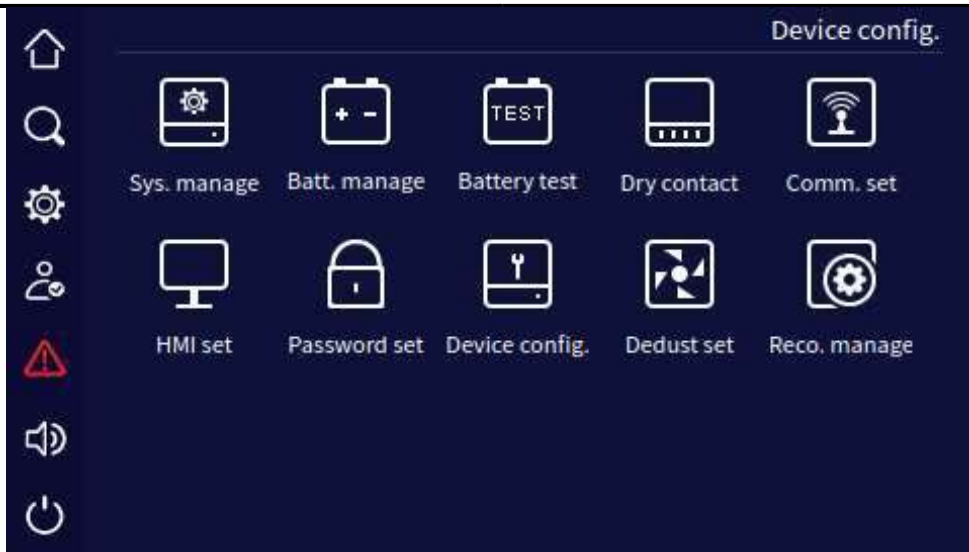 Device config.
TEST
Sys. manage Batt. manage Battery test Dry contact Comm. set
HMI set Password set Device config. Dedust set Reco. manage